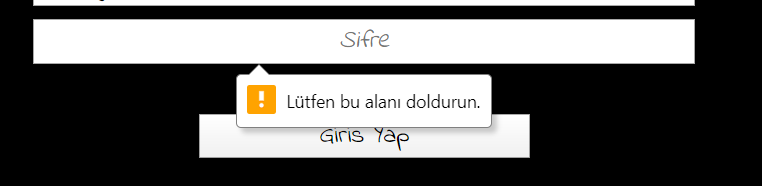 Sifre
Lütfen bu alanı doldurun.
Giris Yap